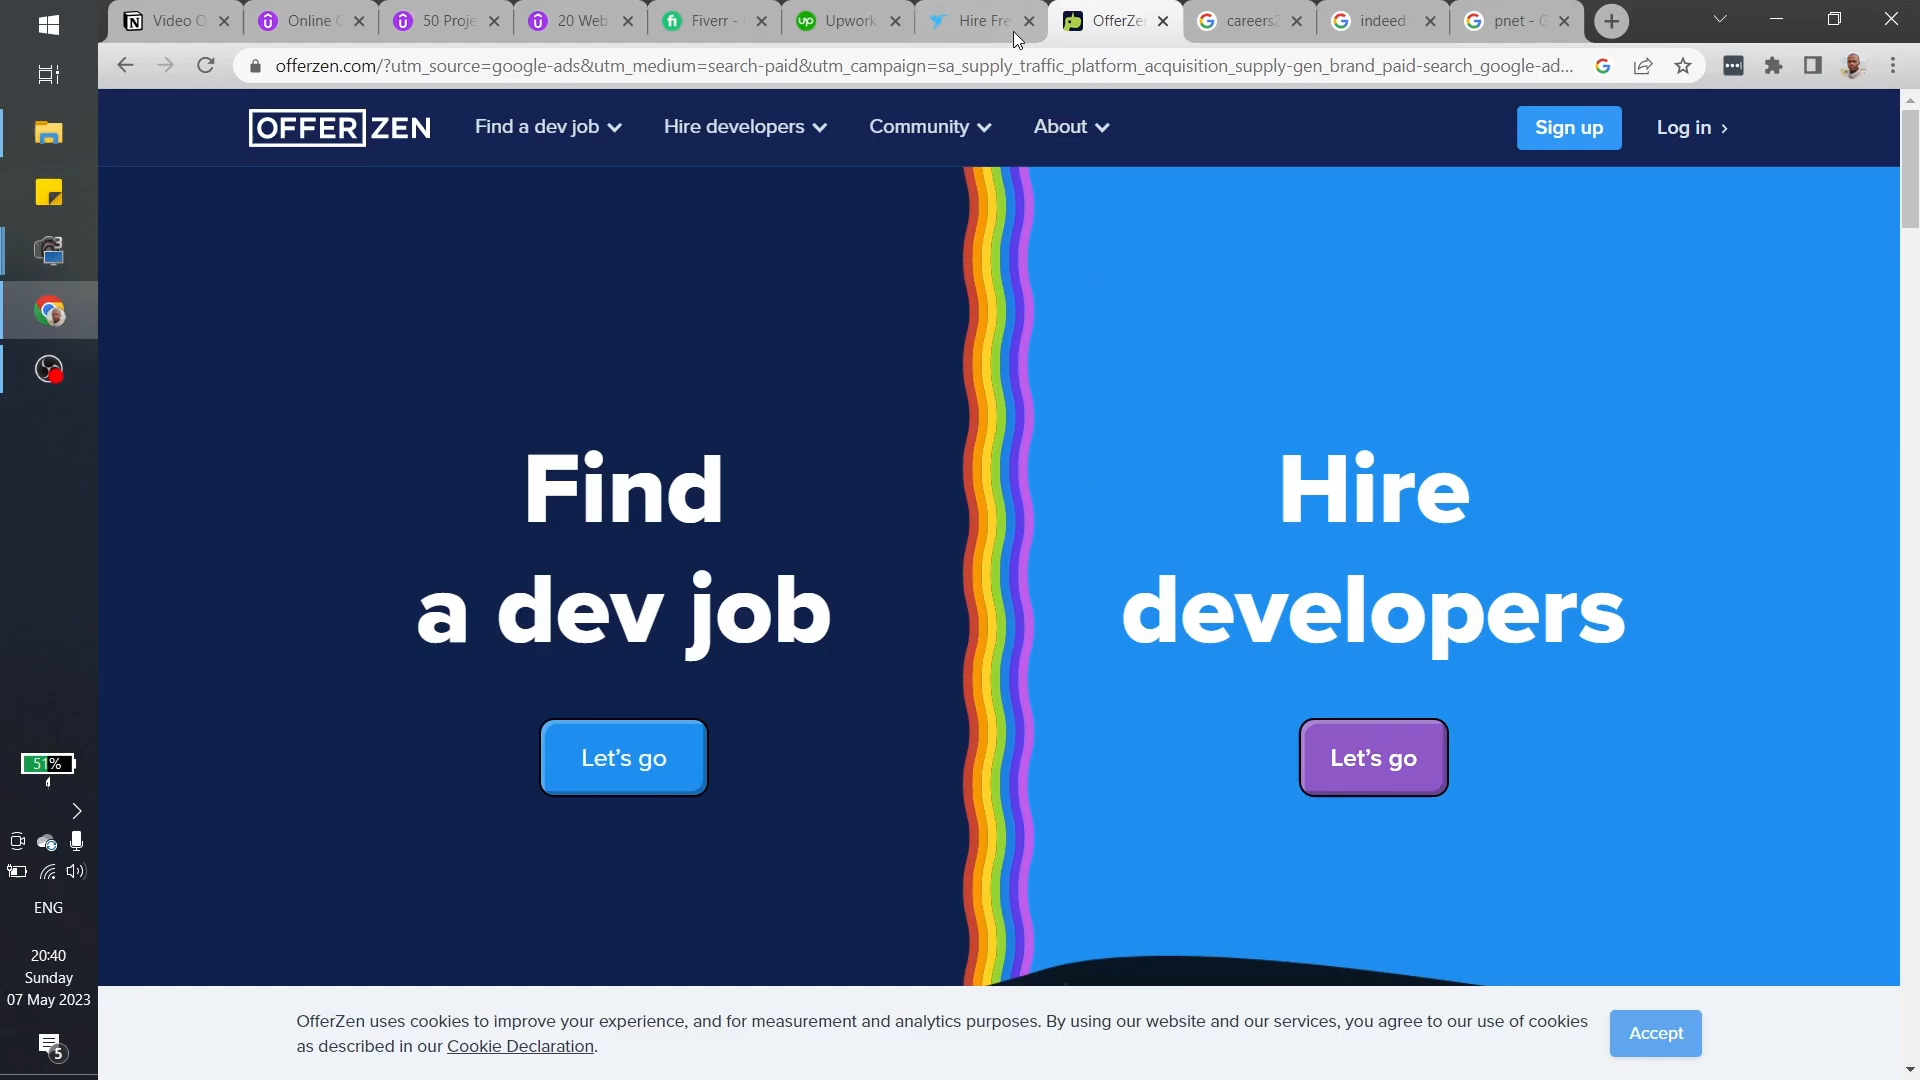 Video O
Online C
50 Proje
20 Web
Fiverr -
Upwork
Hire Fre
OfferZe
careers2
indeed
pnet - G
offerzen.com/?utm_source=google-ads&utm_medium=search-paid&utm_campaign=sa_supply_traffic_platform_acquisition_supply-gen_brand_paid-search_google-ad...
OFFERZEN
Find a dev job
Hire developers
Community
About
Sign up
Log in ›
Find
a dev job
Let's go
Hire
developers
Let's go
51%
ENG
20:40
Sunday
07 May 2023
5
OfferZen uses cookies to improve your experience, and for measurement and analytics purposes. By using our website and our services, you agree to our use of cookies
as described in our Cookie Declaration.
Accept